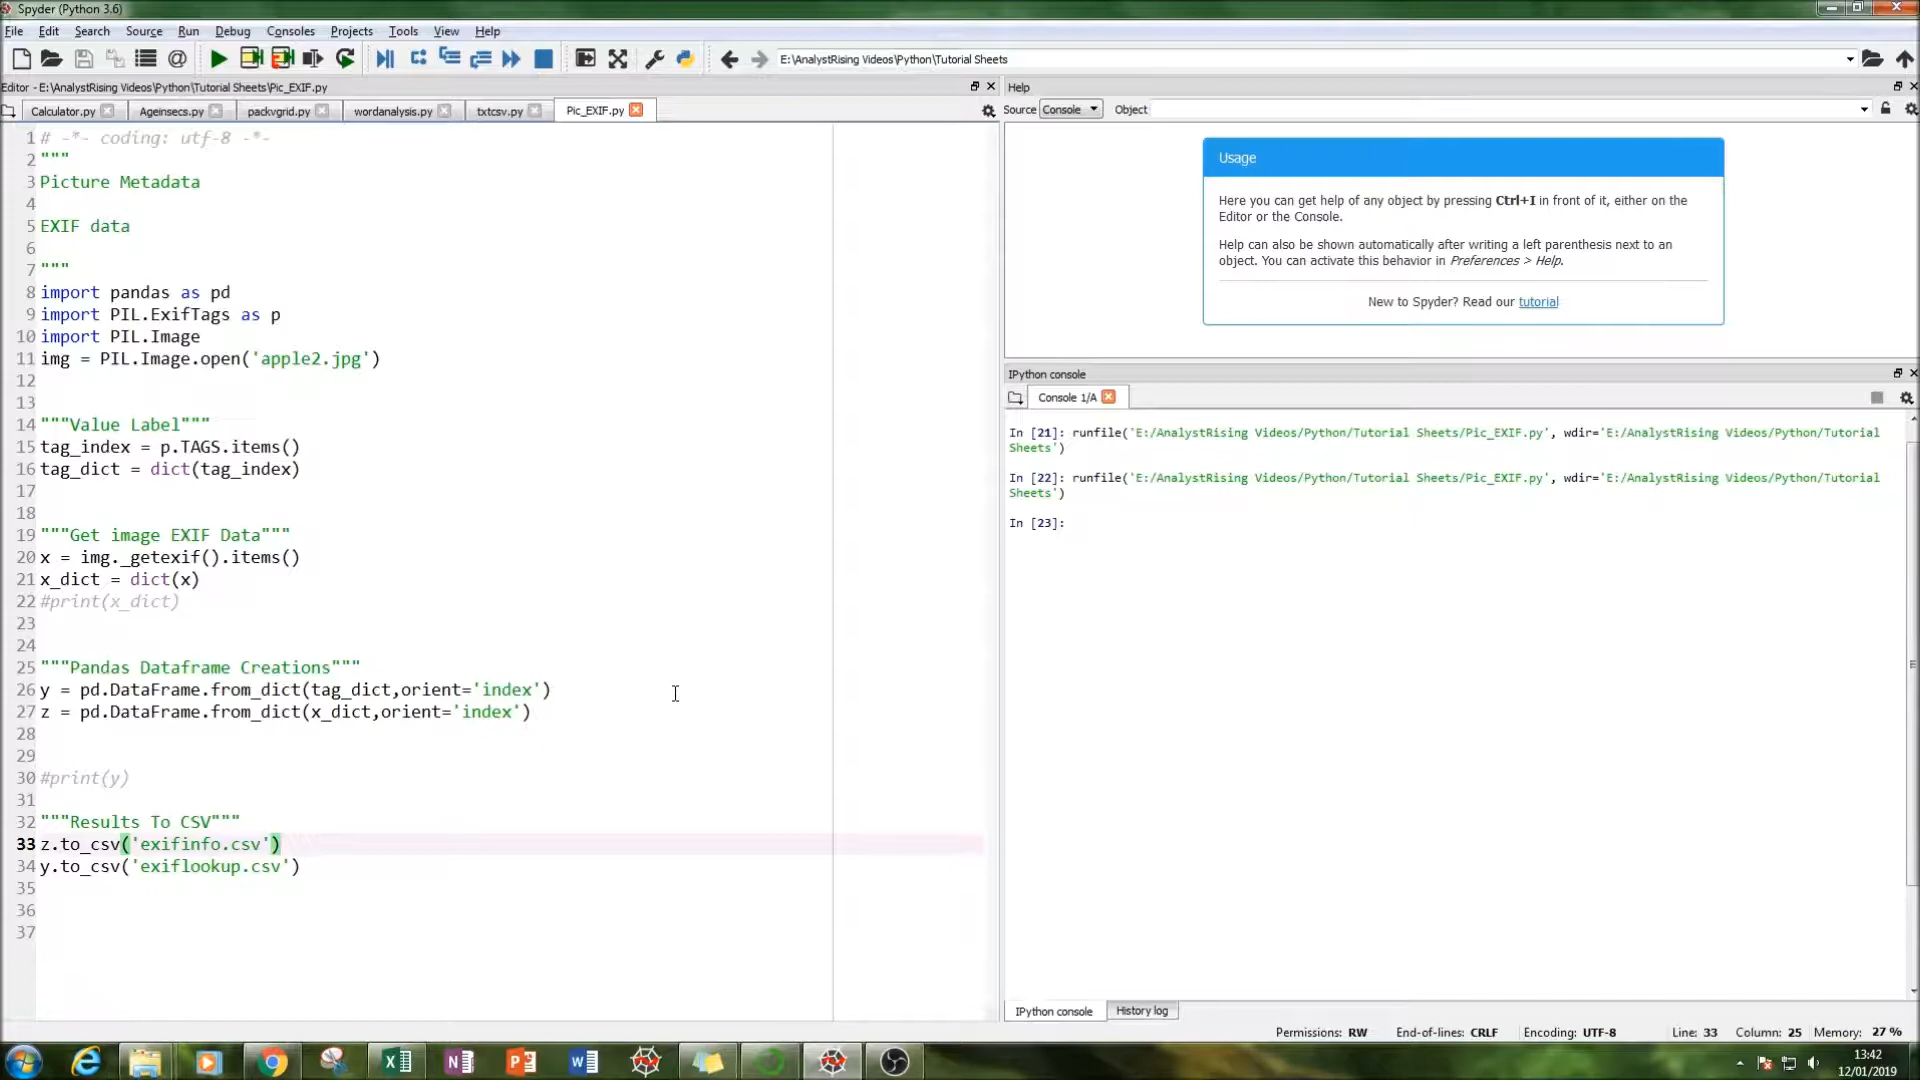 Spyder (Python 3.6)
File Edit Search Source Run Debug Consoles Projects Tools View Help
E:\AnalystRising Videos\Python\Tutorial Sheets
Editor - E:\AnalystRising Videos\Python\Tutorial Sheets\Pic_EXIF.py
Calculator.py Ageinsecs.py packvgrid.py wordanalysis.py txtcsv.py Pic_EXIF.py
1 # -*- coding: utf-8 -*-
2 """
3 Picture Metadata
4
5 EXIF data
6
7 """
8 import pandas as pd
9 import PIL.ExifTags as p
10 import PIL.Image
11 img = PIL.Image.open('apple2.jpg')
12
13
14 """Value Label"""
15 tag_index = p.TAGS.items()
16 tag_dict = dict(tag_index)
17
18
19 """Get image EXIF Data"""
20 x = img._getexif().items()
21 x_dict = dict(x)
22 #print(x_dict)
23
24
25 """Pandas Dataframe Creations"""
26 y = pd.DataFrame.from_dict(tag_dict,orient='index')
27 z = pd.DataFrame.from_dict(x_dict,orient='index')
28
29
30 #print(y)
31
32 """Results To CSV"""
33 z.to_csv('exifinfo.csv')
34 y.to_csv('exiflookup.csv')
35
36
37
Help
Source Console Object
Usage
Here you can get help of any object by pressing Ctrl+I in front of it, either on the
Editor or the Console.
Help can also be shown automatically after writing a left parenthesis next to an
object. You can activate this behavior in Preferences > Help.
New to Spyder? Read our tutorial
IPython console
Console 1/A
In [21]: runfile('E:/AnalystRising Videos/Python/Tutorial Sheets/Pic_EXIF.py', wdir='E:/AnalystRising Videos/Python/Tutorial
Sheets')
In [22]: runfile('E:/AnalystRising Videos/Python/Tutorial Sheets/Pic_EXIF.py', wdir='E:/AnalystRising Videos/Python/Tutorial
Sheets')
In [23]:
IPython console History log
Permissions: RW End-of-lines: CRLF Encoding: UTF-8 Line: 33 Column: 25 Memory: 27 %
13:42
12/01/2019